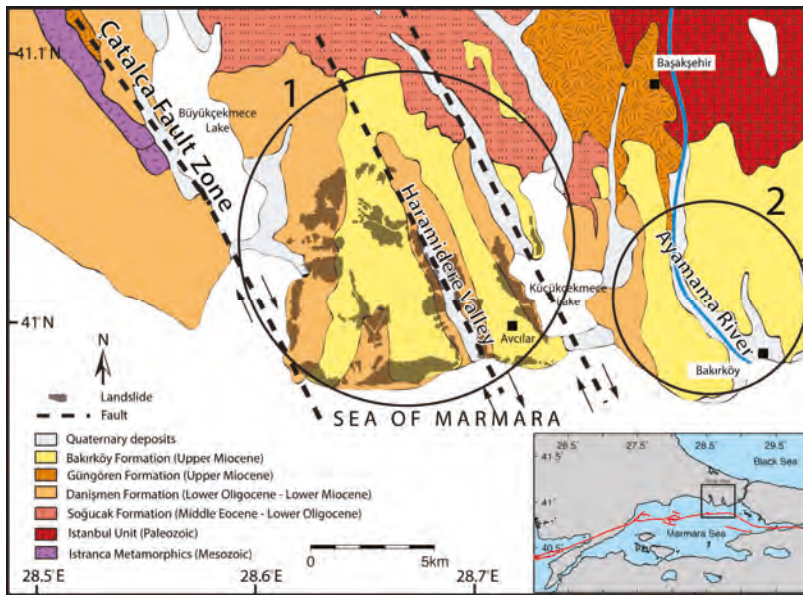 41.1˚N
Çatalça Fault Zone
Büyükçekmece
Lake
1
Başakşehir
Haramidere Valley
2
Ayamama River
Küçükçekmece
Lake
Avcılar
Bakırköy
41˚N
N
Landslide
Fault
SEA OF MARMARA
Quaternary deposits
Bakırköy Formation (Upper Miocene)
Güngören Formation (Upper Miocene)
Danişmen Formation (Lower Oligocene - Lower Miocene)
Soğucak Formation (Middle Eocene - Lower Oligocene)
Istanbul Unit (Paleozoic)
Istranca Metamorphics (Mesozoic)
0
5km
28.5˚E
28.6˚E
28.7˚E
26.5˚
27.5˚
28.5˚
29.5˚
41.5˚
41˚
40.5˚
Black Sea
Marmara Sea